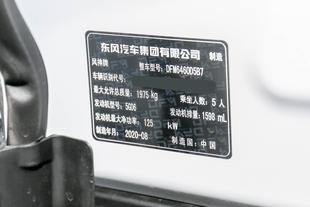 东风汽车集团有限公司 制造
风神牌 整车型号: DFM6460D5B7
车辆识别代号:
最大允许总质量: 1975 kg 乘坐人数: 5 人
发动机型号: 5G06 发动机排量: 1598 mL
发动机最大净功率: 125 kW
制造年月: 2020-08 制造国: 中国